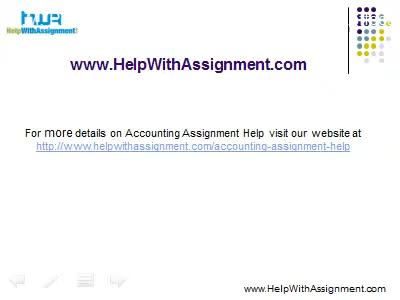 HelpWithAssignment!
www.HelpWithAssignment.com
For more details on Accounting Assignment Help visit our website at
http://www.helpwithassignment.com/accounting-assignment-help
www.HelpWithAssignment.com